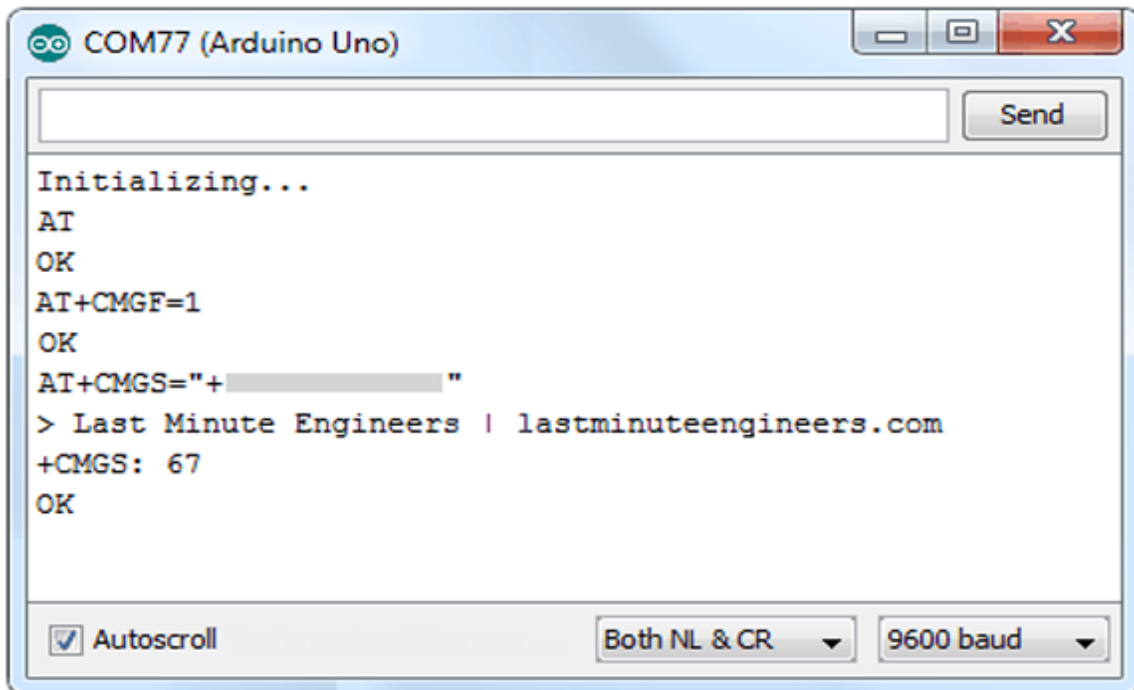 COM77 (Arduino Uno)
Send
Initializing...
AT
OK
AT+CMGF=1
OK
AT+CMGS="+ "
> Last Minute Engineers | lastminuteengineers.com
+CMGS: 67
OK
Autoscroll
Both NL & CR
9600 baud